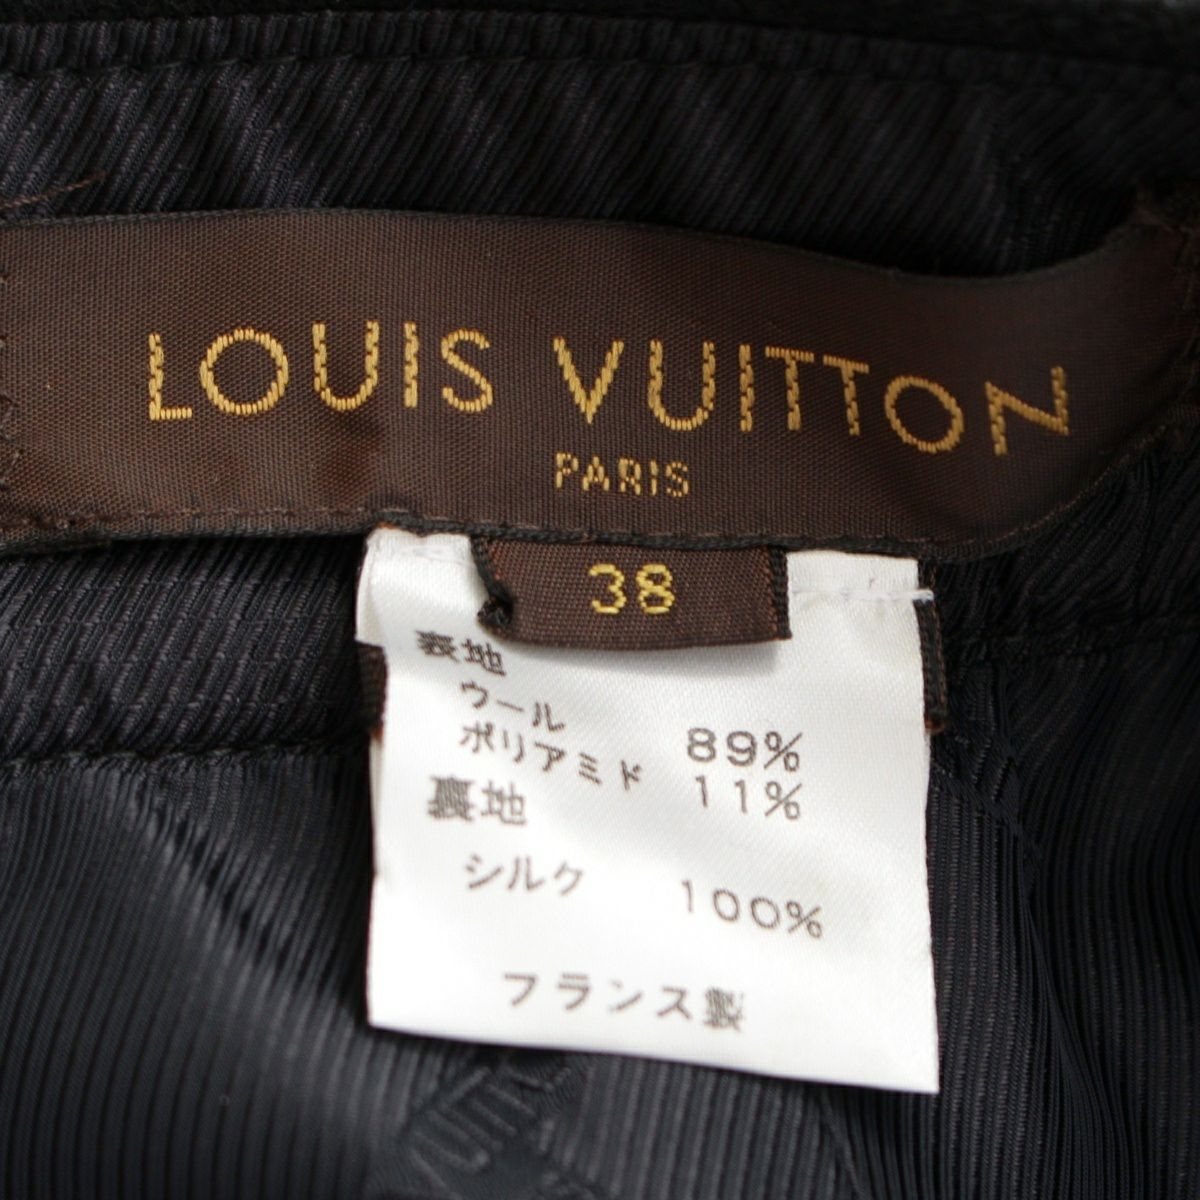 LOUIS VUITTON
PARIS
38
表地
ウール 89%
ポリアミド 11%
裏地
シルク 100%
フランス製
VUITTO